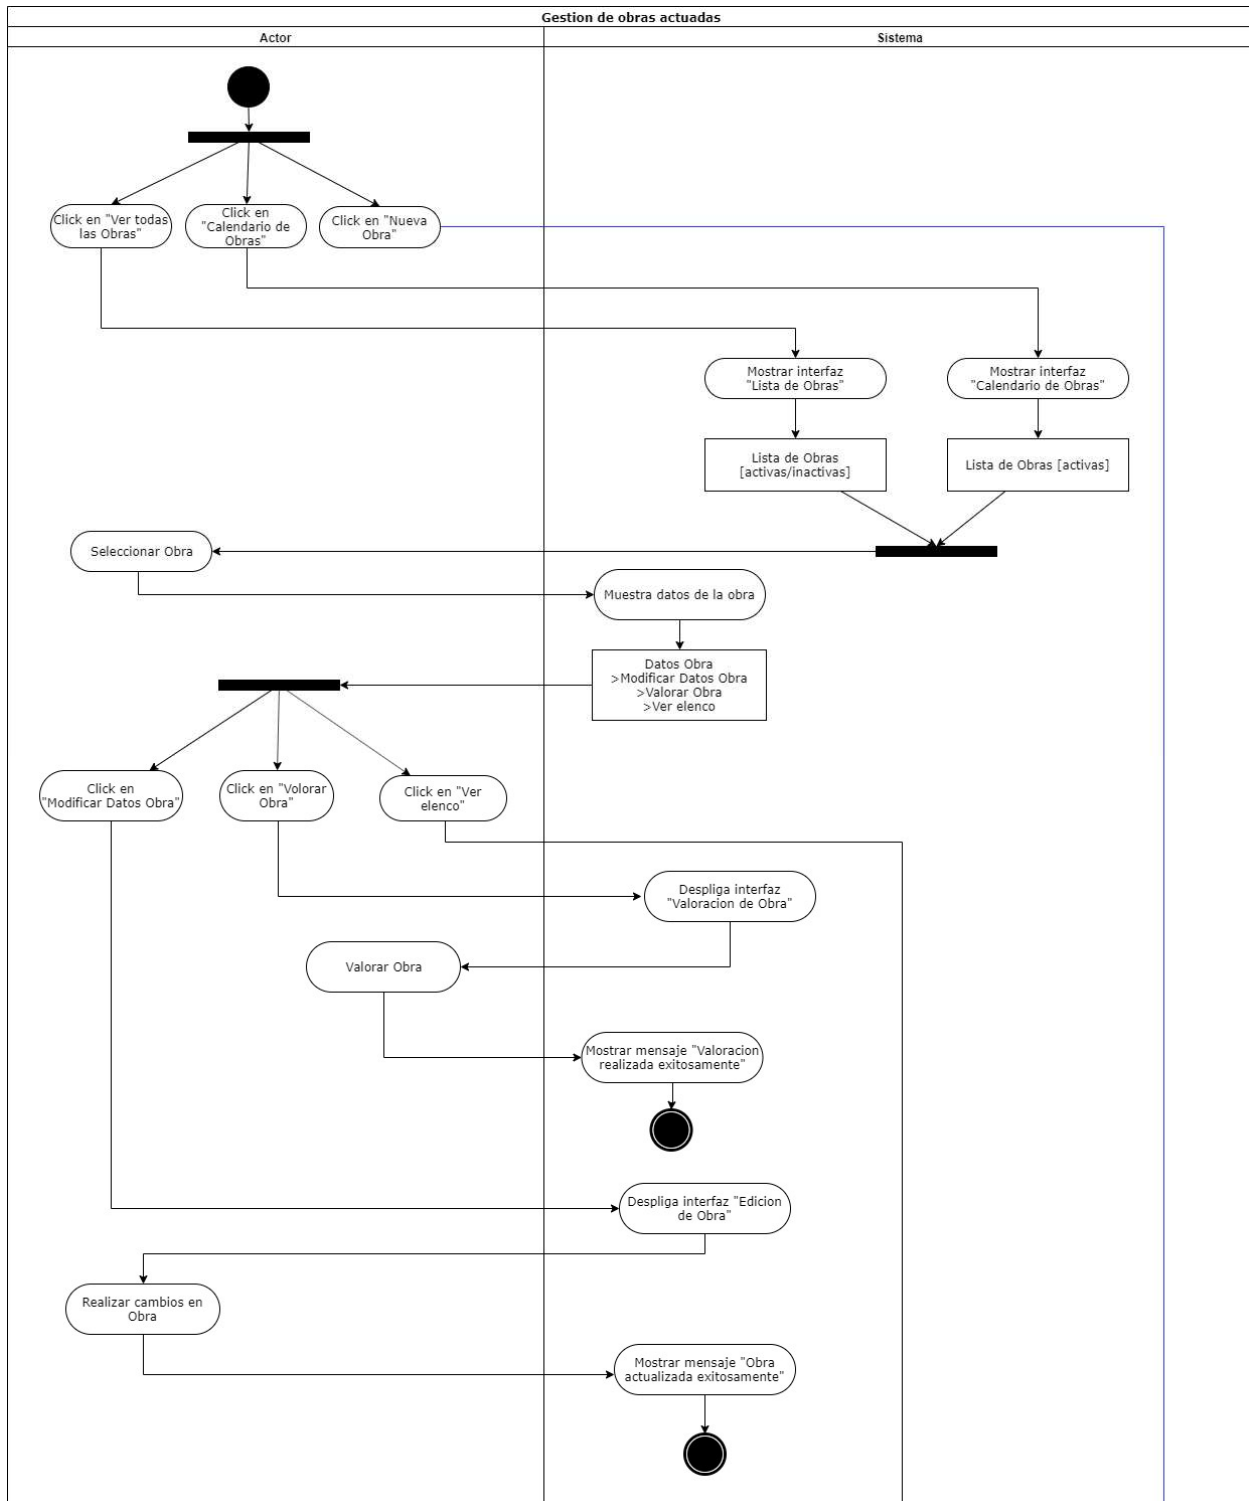 Gestion de obras actuadas
Actor
Sistema
Click en "Ver todas
las Obras"
Click en
"Calendario de
Obras"
Click en "Nueva
Obra"
Mostrar interfaz
"Lista de Obras"
Mostrar interfaz
"Calendario de Obras"
Lista de Obras
[activas/inactivas]
Lista de Obras [activas]
Seleccionar Obra
Muestra datos de la obra
Datos Obra
>Modificar Datos Obra
>Valorar Obra
>Ver elenco
Click en
"Modificar Datos Obra"
Click en "Volorar
Obra"
Click en "Ver
elenco"
Despliga interfaz
"Valoracion de Obra"
Valorar Obra
Mostrar mensaje "Valoracion
realizada exitosamente"
Despliga interfaz "Edicion
de Obra"
Realizar cambios en
Obra
Mostrar mensaje "Obra
actualizada exitosamente"